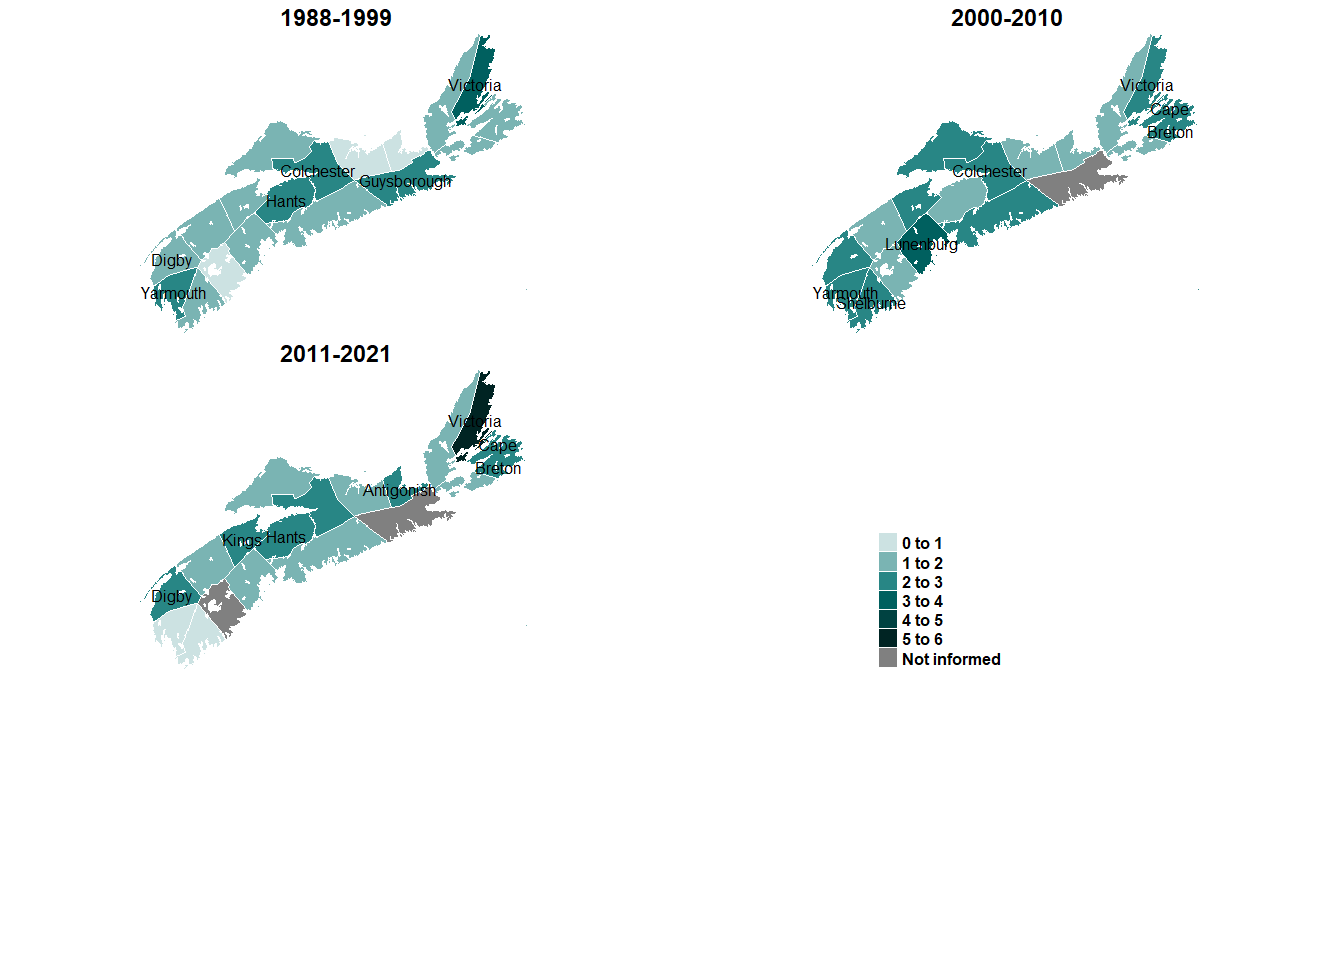 1988-1999
Victoria
Colchester
Guysborough
Hants
Digby
Yarmouth
2000-2010
Victoria
Cape
Breton
Colchester
Lunenburg
Yarmouth
Shelburne
2011-2021
Victoria
Cape
Breton
Antigonish
Kings
Hants
Digby
0 to 1
1 to 2
2 to 3
3 to 4
4 to 5
5 to 6
Not informed